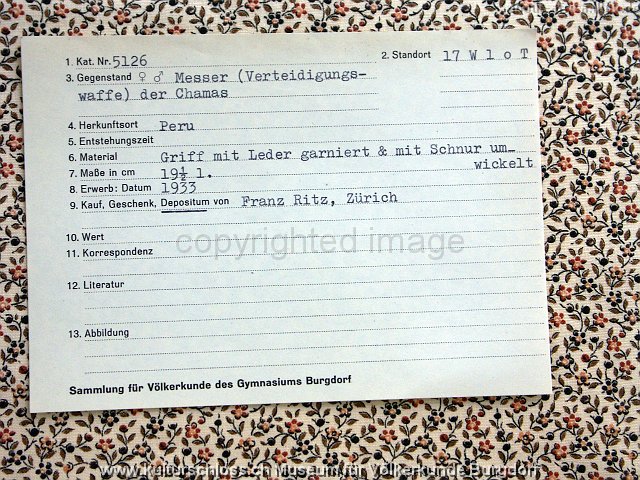 1. Kat. Nr. 5126 2. Standort 17 W l o T
3. Gegenstand ♀ ♂ Messer (Verteidigungs-
waffe) der Chamas
4. Herkunftsort Peru
5. Entstehungszeit
6. Material Griff mit Leder garniert & mit Schnur um-
wickelt
7. Maße in cm 19½ l.
8. Erwerb: Datum 1933
9. Kauf, Geschenk, Depositum von Franz Ritz, Zürich
10. Wert
copyrighted image
11. Korrespondenz
12. Literatur
13. Abbildung
Sammlung für Völkerkunde des Gymnasiums Burgdorf
www.kulturschloss.ch Museum für Völkerkunde Burgdorf